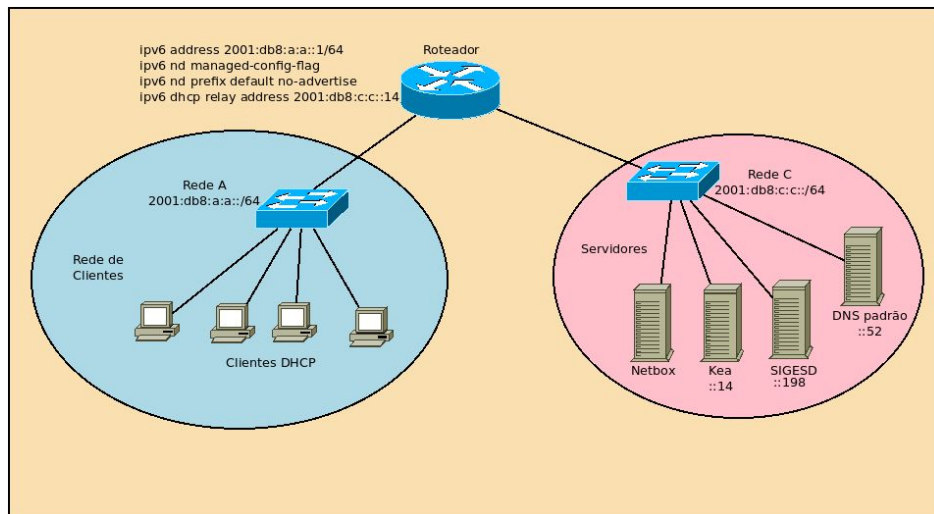 ipv6 address 2001:db8:a:a::1/64
ipv6 nd managed-config-flag
ipv6 nd prefix default no-advertise
ipv6 dhcp relay address 2001:db8:c:c::14
Roteador
Rede A
2001:db8:a:a::/64
Rede de
Clientes
Clientes DHCP
Rede C
2001:db8:c:c::/64
Servidores
DNS padrão
::52
Netbox
Kea
::14
SIGESD
::198